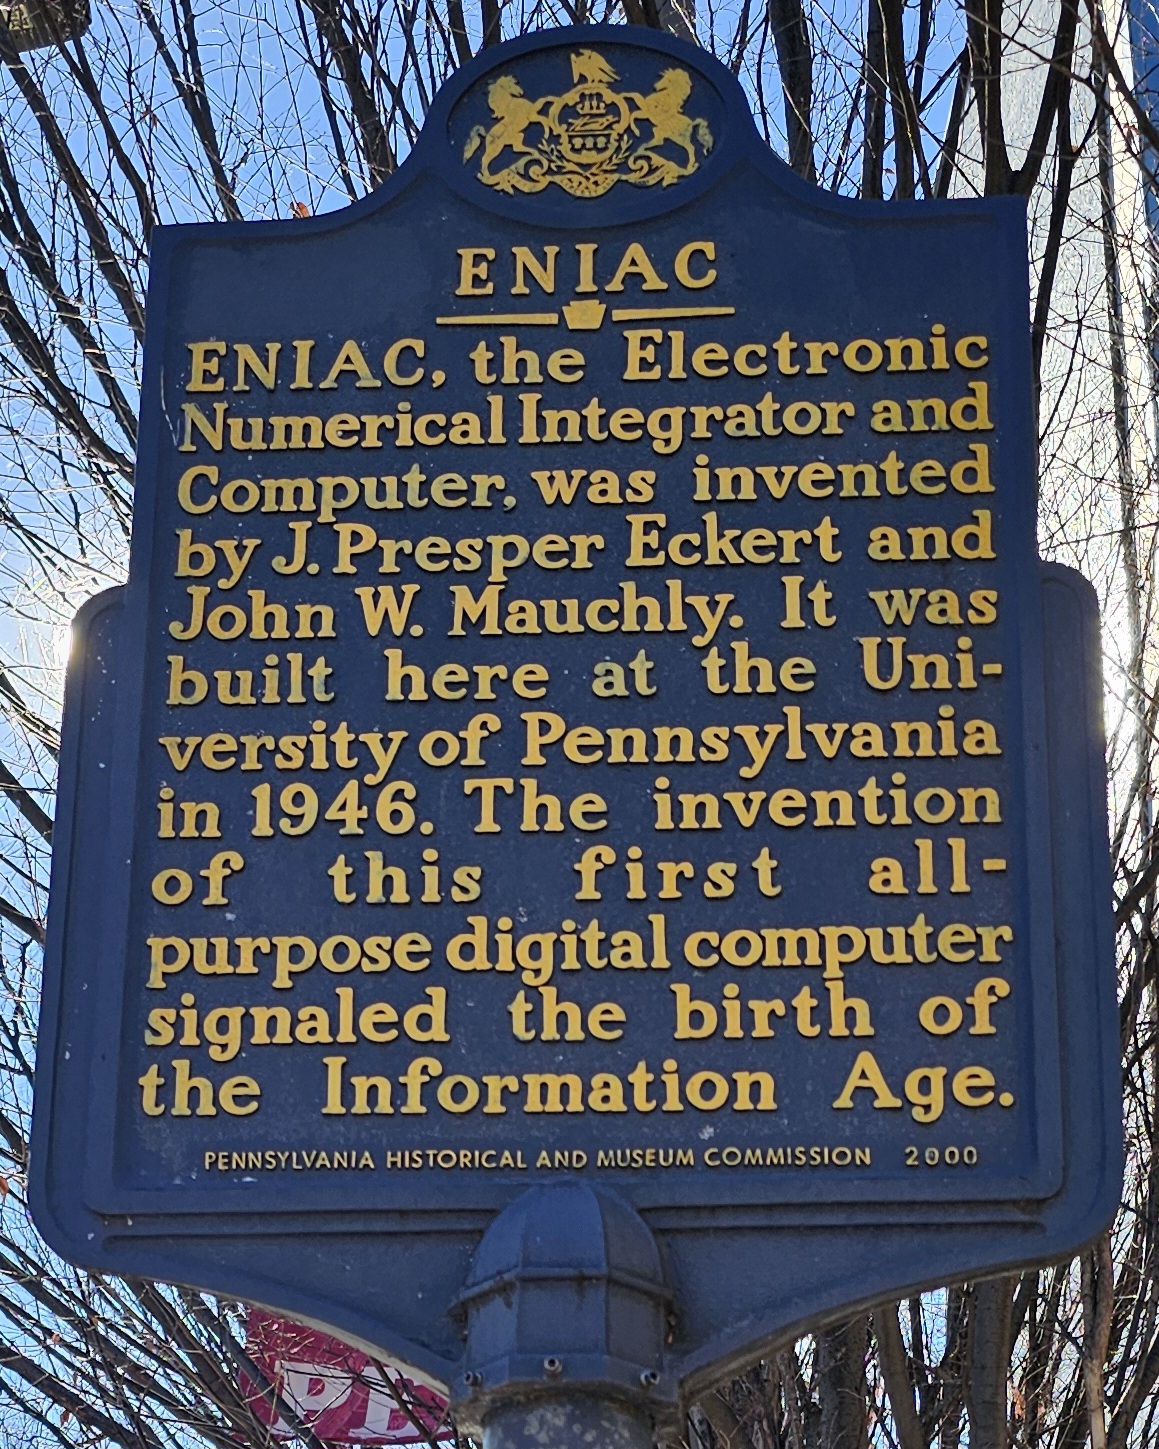 ENIAC
ENIAC, the Electronic
Numerical Integrator and
Computer, was invented
by J. Presper Eckert and
John W. Mauchly. It was
built here at the Uni-
versity of Pennsylvania
in 1946. The invention
of this first all-
purpose digital computer
signaled the birth of
the Information Age.
PENNSYLVANIA HISTORICAL AND MUSEUM COMMISSION 2000